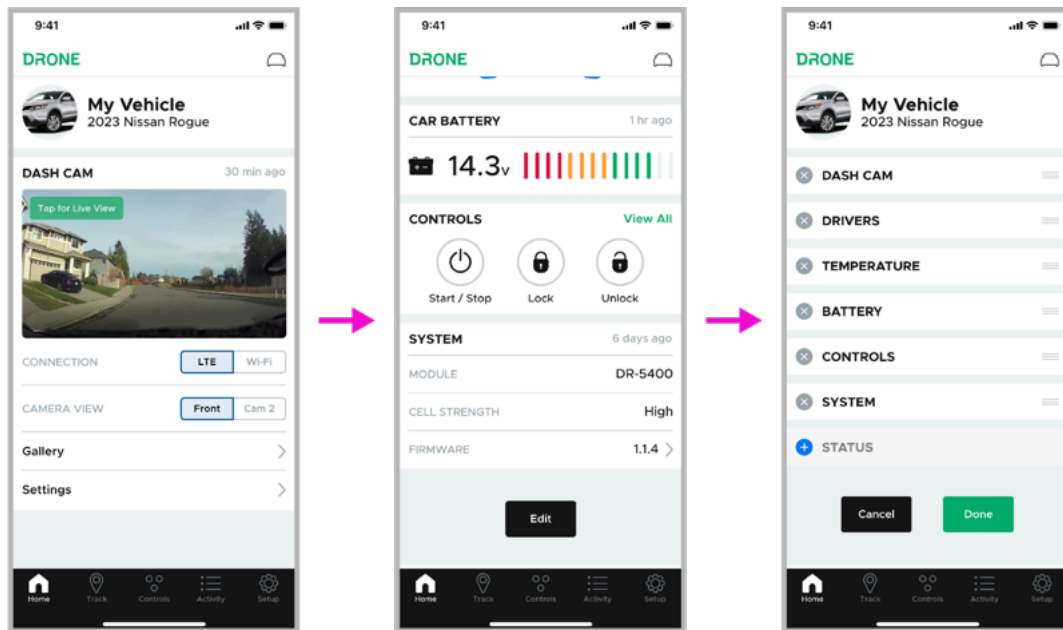 9:41
DRONE
My Vehicle
2023 Nissan Rogue
DASH CAM 30 min ago
Tap for Live View
CONNECTION LTE Wi-Fi
CAMERA VIEW Front Cam 2
Gallery
Settings
Home Track Controls Activity Setup
9:41
DRONE
CAR BATTERY 1 hr ago
14.3v
CONTROLS View All
Start / Stop Lock Unlock
SYSTEM 6 days ago
MODULE DR-5400
CELL STRENGTH High
FIRMWARE 1.1.4
Edit
Home Track Controls Activity Setup
9:41
DRONE
My Vehicle
2023 Nissan Rogue
DASH CAM
DRIVERS
TEMPERATURE
BATTERY
CONTROLS
SYSTEM
STATUS
Cancel Done
Home Track Controls Activity Setup